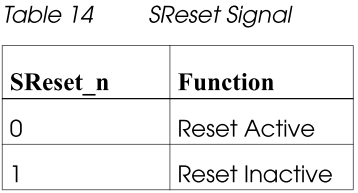 Table 14 SReset Signal
SReset_n Function
0 Reset Active
1 Reset Inactive